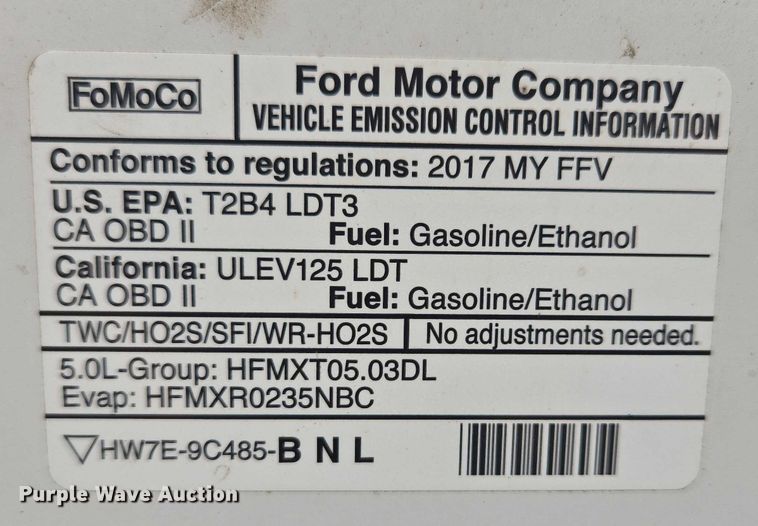 FoMoCo
Ford Motor Company
VEHICLE EMISSION CONTROL INFORMATION
Conforms to regulations: 2017 MY FFV
U.S. EPA: T2B4 LDT3
CA OBD II Fuel: Gasoline/Ethanol
California: ULEV125 LDT
CA OBD II Fuel: Gasoline/Ethanol
TWC/HO2S/SFI/WR-HO2S No adjustments needed.
5.0L-Group: HFMXT05.03DL
Evap: HFMXR0235NBC
HW7E-9C485-B N L
Purple Wave Auction